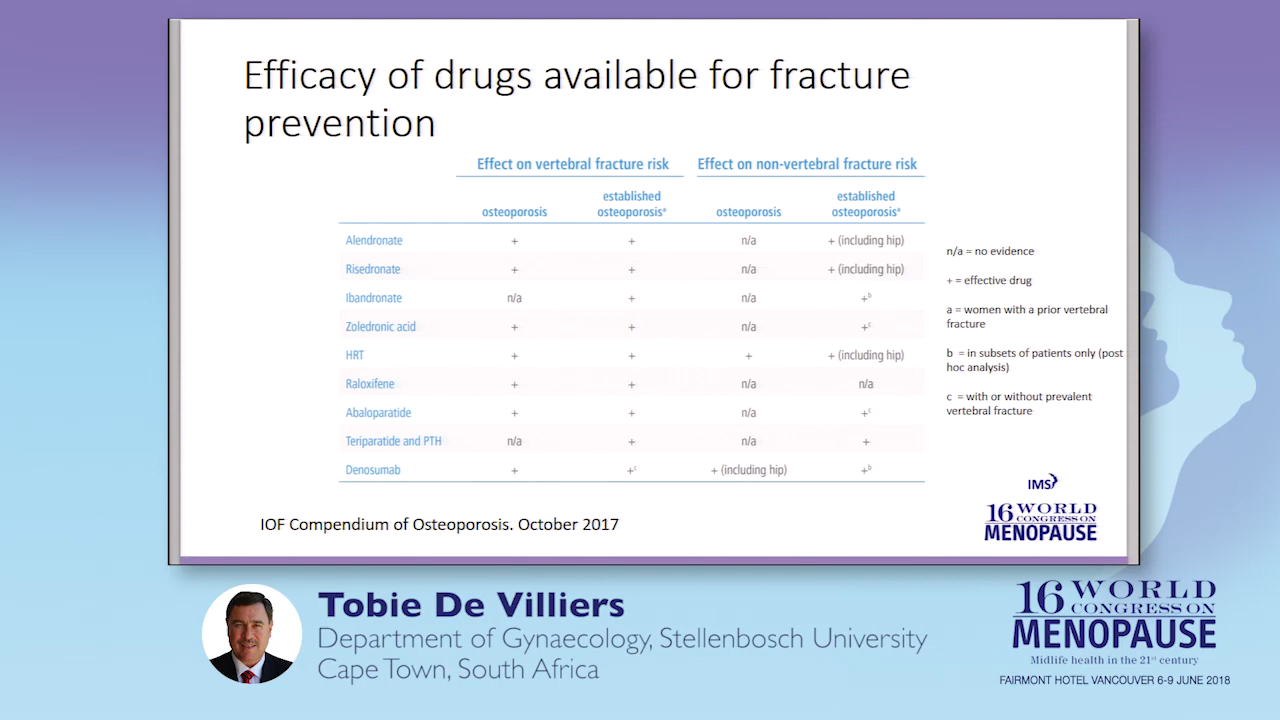 Efficacy of drugs available for fracture
prevention
Effect on vertebral fracture risk Effect on non-vertebral fracture risk
osteoporosis established osteoporosisᵃ osteoporosis established osteoporosisᵃ
Alendronate + + n/a + (including hip)
Risedronate + + n/a + (including hip)
Ibandronate n/a + n/a +ᵇ
Zoledronic acid + + n/a +ᶜ
HRT + + + + (including hip)
Raloxifene + + n/a n/a
Abaloparatide + + n/a +ᶜ
Teriparatide and PTH n/a + n/a +
Denosumab + +ᶜ + (including hip) +ᵇ
n/a = no evidence
+ = effective drug
a = women with a prior vertebral
fracture
b = in subsets of patients only (post
hoc analysis)
c = with or without prevalent
vertebral fracture
IMS
16 WORLD
CONGRESS ON
MENOPAUSE
IOF Compendium of Osteoporosis. October 2017
Tobie De Villiers
Department of Gynaecology, Stellenbosch University
Cape Town, South Africa
16 WORLD
CONGRESS ON
MENOPAUSE
Midlife health in the 21ˢᵗ century
FAIRMONT HOTEL VANCOUVER 6-9 JUNE 2018